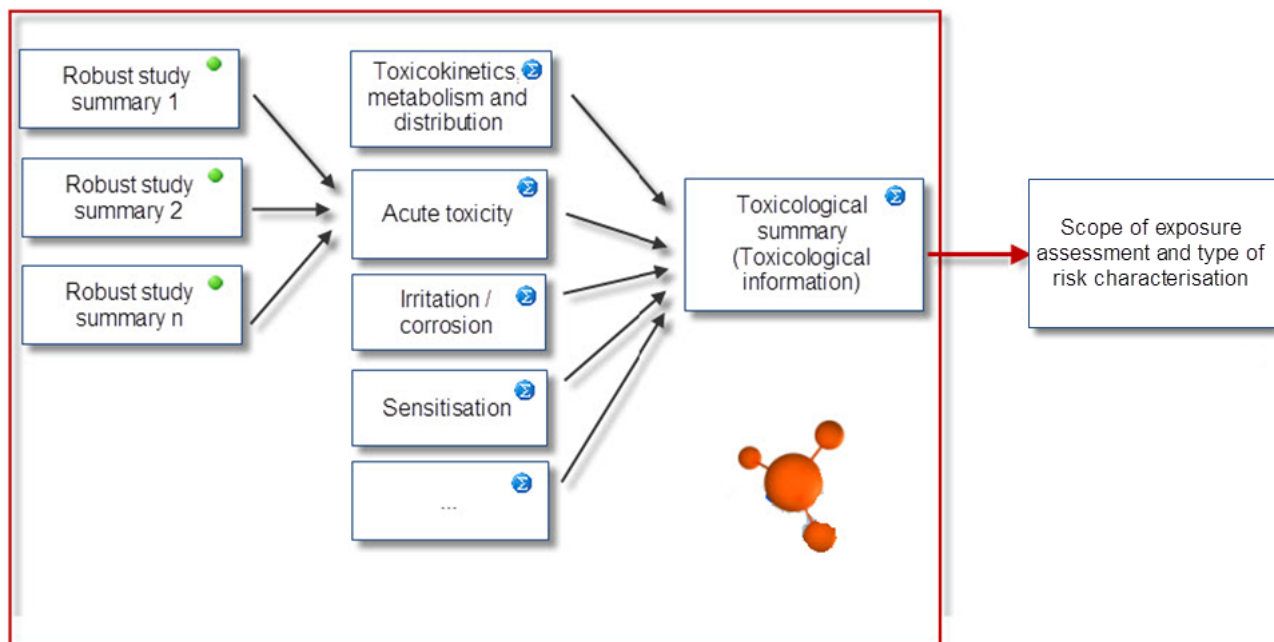 Robust study
summary 1
Robust study
summary 2
Robust study
summary n
Toxicokinetics,
metabolism and
distribution
Σ
Acute toxicity
Σ
Irritation /
corrosion
Σ
Sensitisation
Σ
...
Σ
Toxicological
summary
(Toxicological
information)
Σ
Scope of exposure
assessment and type of
risk characterisation